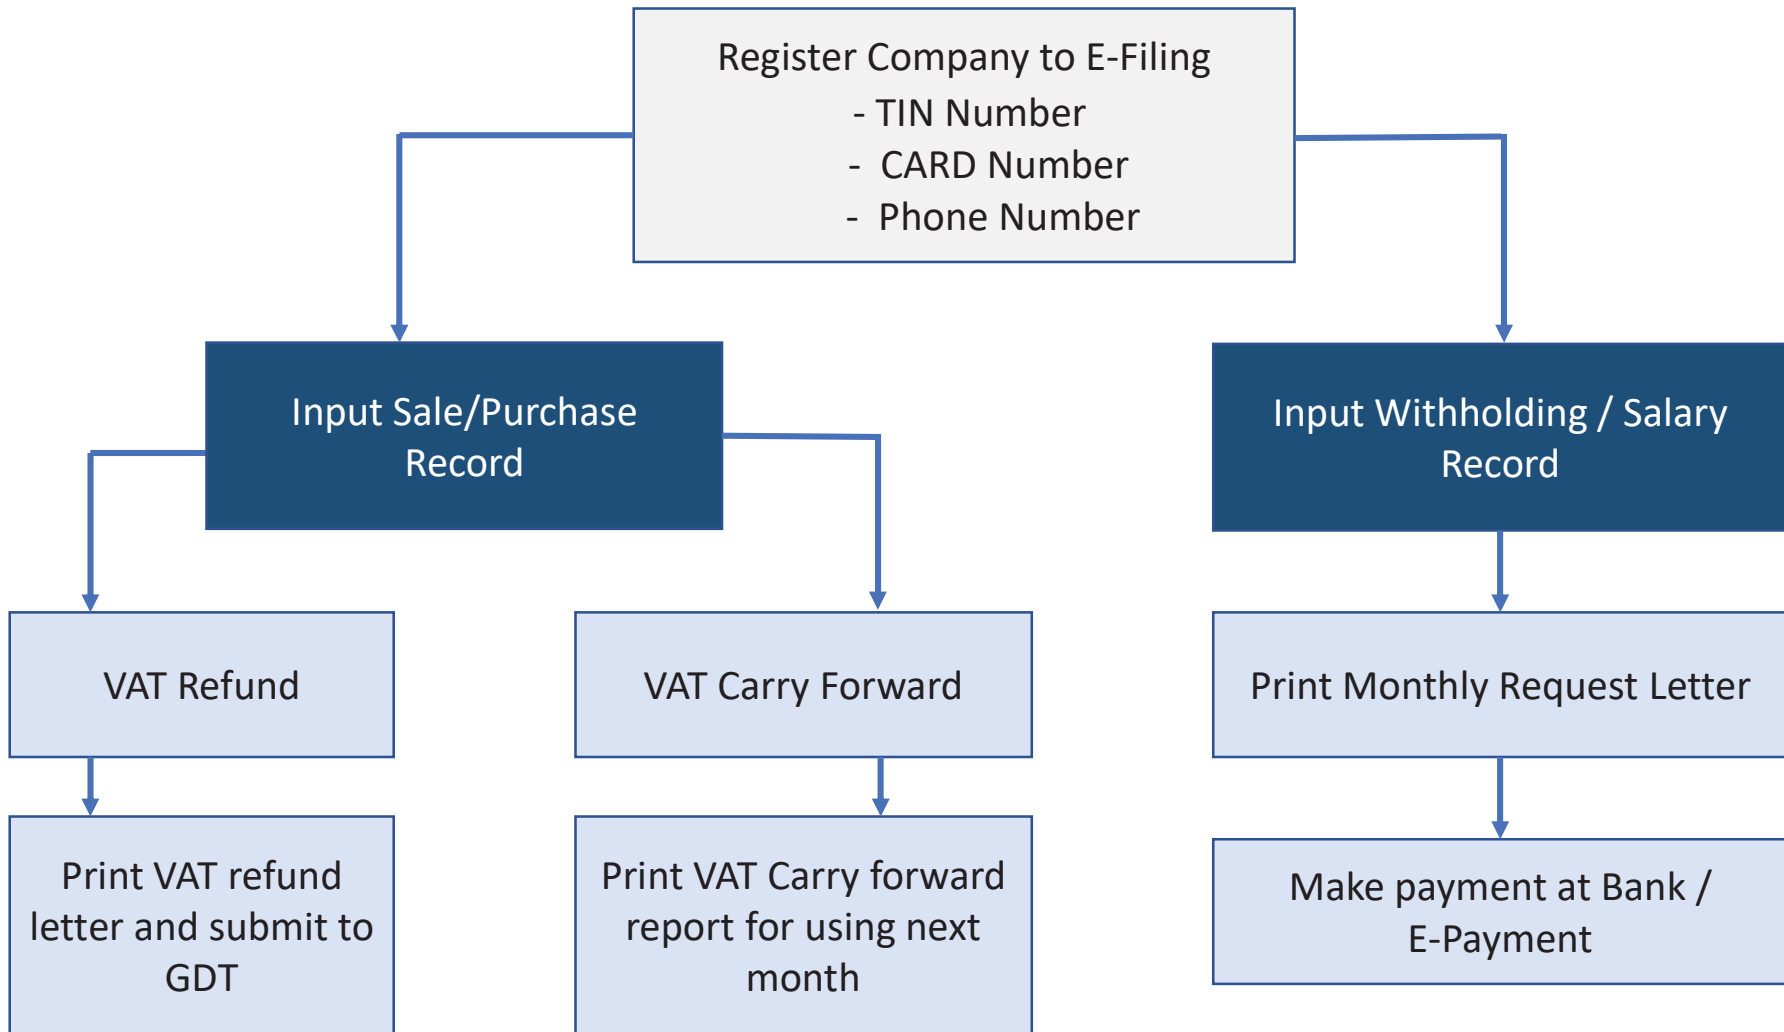 Register Company to E-Filing
- TIN Number
- CARD Number
- Phone Number
Input Sale/Purchase
Record
Input Withholding / Salary
Record
VAT Refund
VAT Carry Forward
Print Monthly Request Letter
Print VAT refund
letter and submit to
GDT
Print VAT Carry forward
report for using next
month
Make payment at Bank /
E-Payment